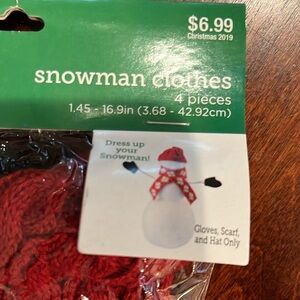 $6.99
Christmas 2019
snowman clothes
4 pieces
1.45 - 16.9in (3.68 - 42.92cm)
Dress up
your
Snowman!
Gloves, Scarf,
and Hat Only